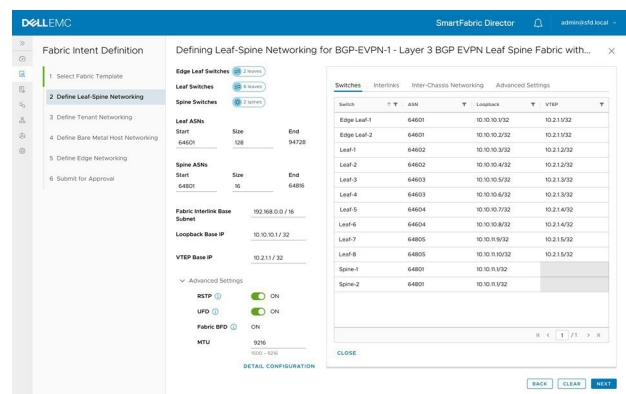 DELLEMC
SmartFabric Director
admin@sfd.local
Fabric Intent Definition
1 Select Fabric Template
2 Define Leaf-Spine Networking
3 Define Tenant Networking
4 Define Bare Metal Host Networking
5 Define Edge Networking
6 Submit for Approval
Defining Leaf-Spine Networking for BGP-EVPN-1 - Layer 3 BGP EVPN Leaf Spine Fabric with...
Edge Leaf Switches 2 leaves
Leaf Switches 6 leaves
Spine Switches 2 spines
Leaf ASNs
Start Size End
64601 128 94728
Spine ASNs
Start Size End
64801 16 64816
Fabric Interlink Base Subnet 192.168.0.0 / 16
Loopback Base IP 10.10.10.1 / 32
VTEP Base IP 10.2.1.1 / 32
Advanced Settings
RSTP ON
UFD ON
Fabric BFD ON
MTU 9216
1500 - 9216
DETAIL CONFIGURATION
Switches Interlinks Inter-Chassis Networking Advanced Settings
Switch ASN Loopback VTEP
Edge Leaf-1 64601 10.10.10.1/32 10.2.1.1/32
Edge Leaf-2 64601 10.10.10.2/32 10.2.1.1/32
Leaf-1 64602 10.10.10.3/32 10.2.1.2/32
Leaf-2 64602 10.10.10.4/32 10.2.1.2/32
Leaf-3 64603 10.10.10.5/32 10.2.1.3/32
Leaf-4 64603 10.10.10.6/32 10.2.1.3/32
Leaf-5 64604 10.10.10.7/32 10.2.1.4/32
Leaf-6 64604 10.10.10.8/32 10.2.1.4/32
Leaf-7 64805 10.10.11.9/32 10.2.1.5/32
Leaf-8 64805 10.10.11.10/32 10.2.1.5/32
Spine-1 64801 10.10.11.1/32
Spine-2 64801 10.10.11.1/32
1 / 1
CLOSE
BACK CLEAR NEXT